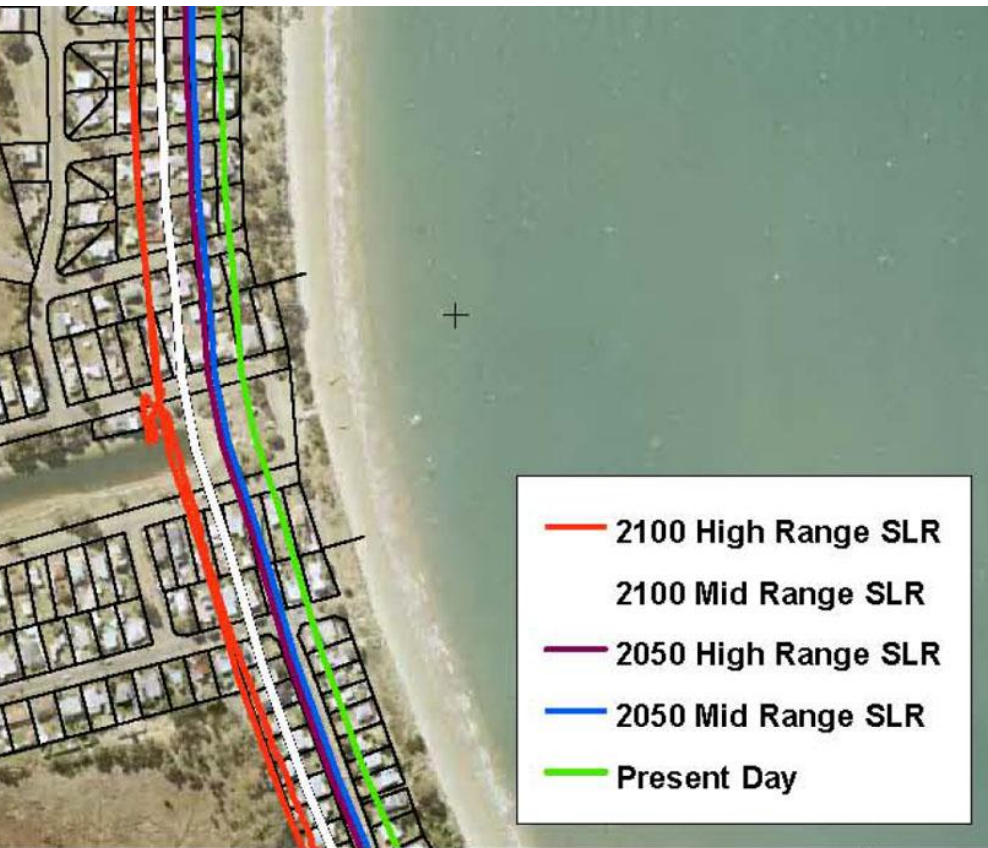 2100 High Range SLR
2100 Mid Range SLR
2050 High Range SLR
2050 Mid Range SLR
Present Day